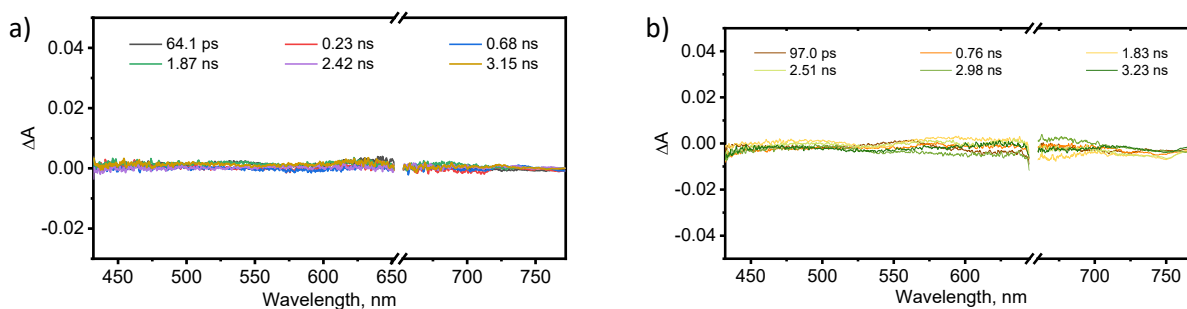 a)
0.04
0.02
0.00
-0.02
ΔA
64.1 ps 0.23 ns 0.68 ns
1.87 ns 2.42 ns 3.15 ns
450 500 550 600 650 700 750
Wavelength, nm
b)
0.04
0.02
0.00
-0.02
-0.04
ΔA
97.0 ps 0.76 ns 1.83 ns
2.51 ns 2.98 ns 3.23 ns
450 500 550 600 700 750
Wavelength, nm